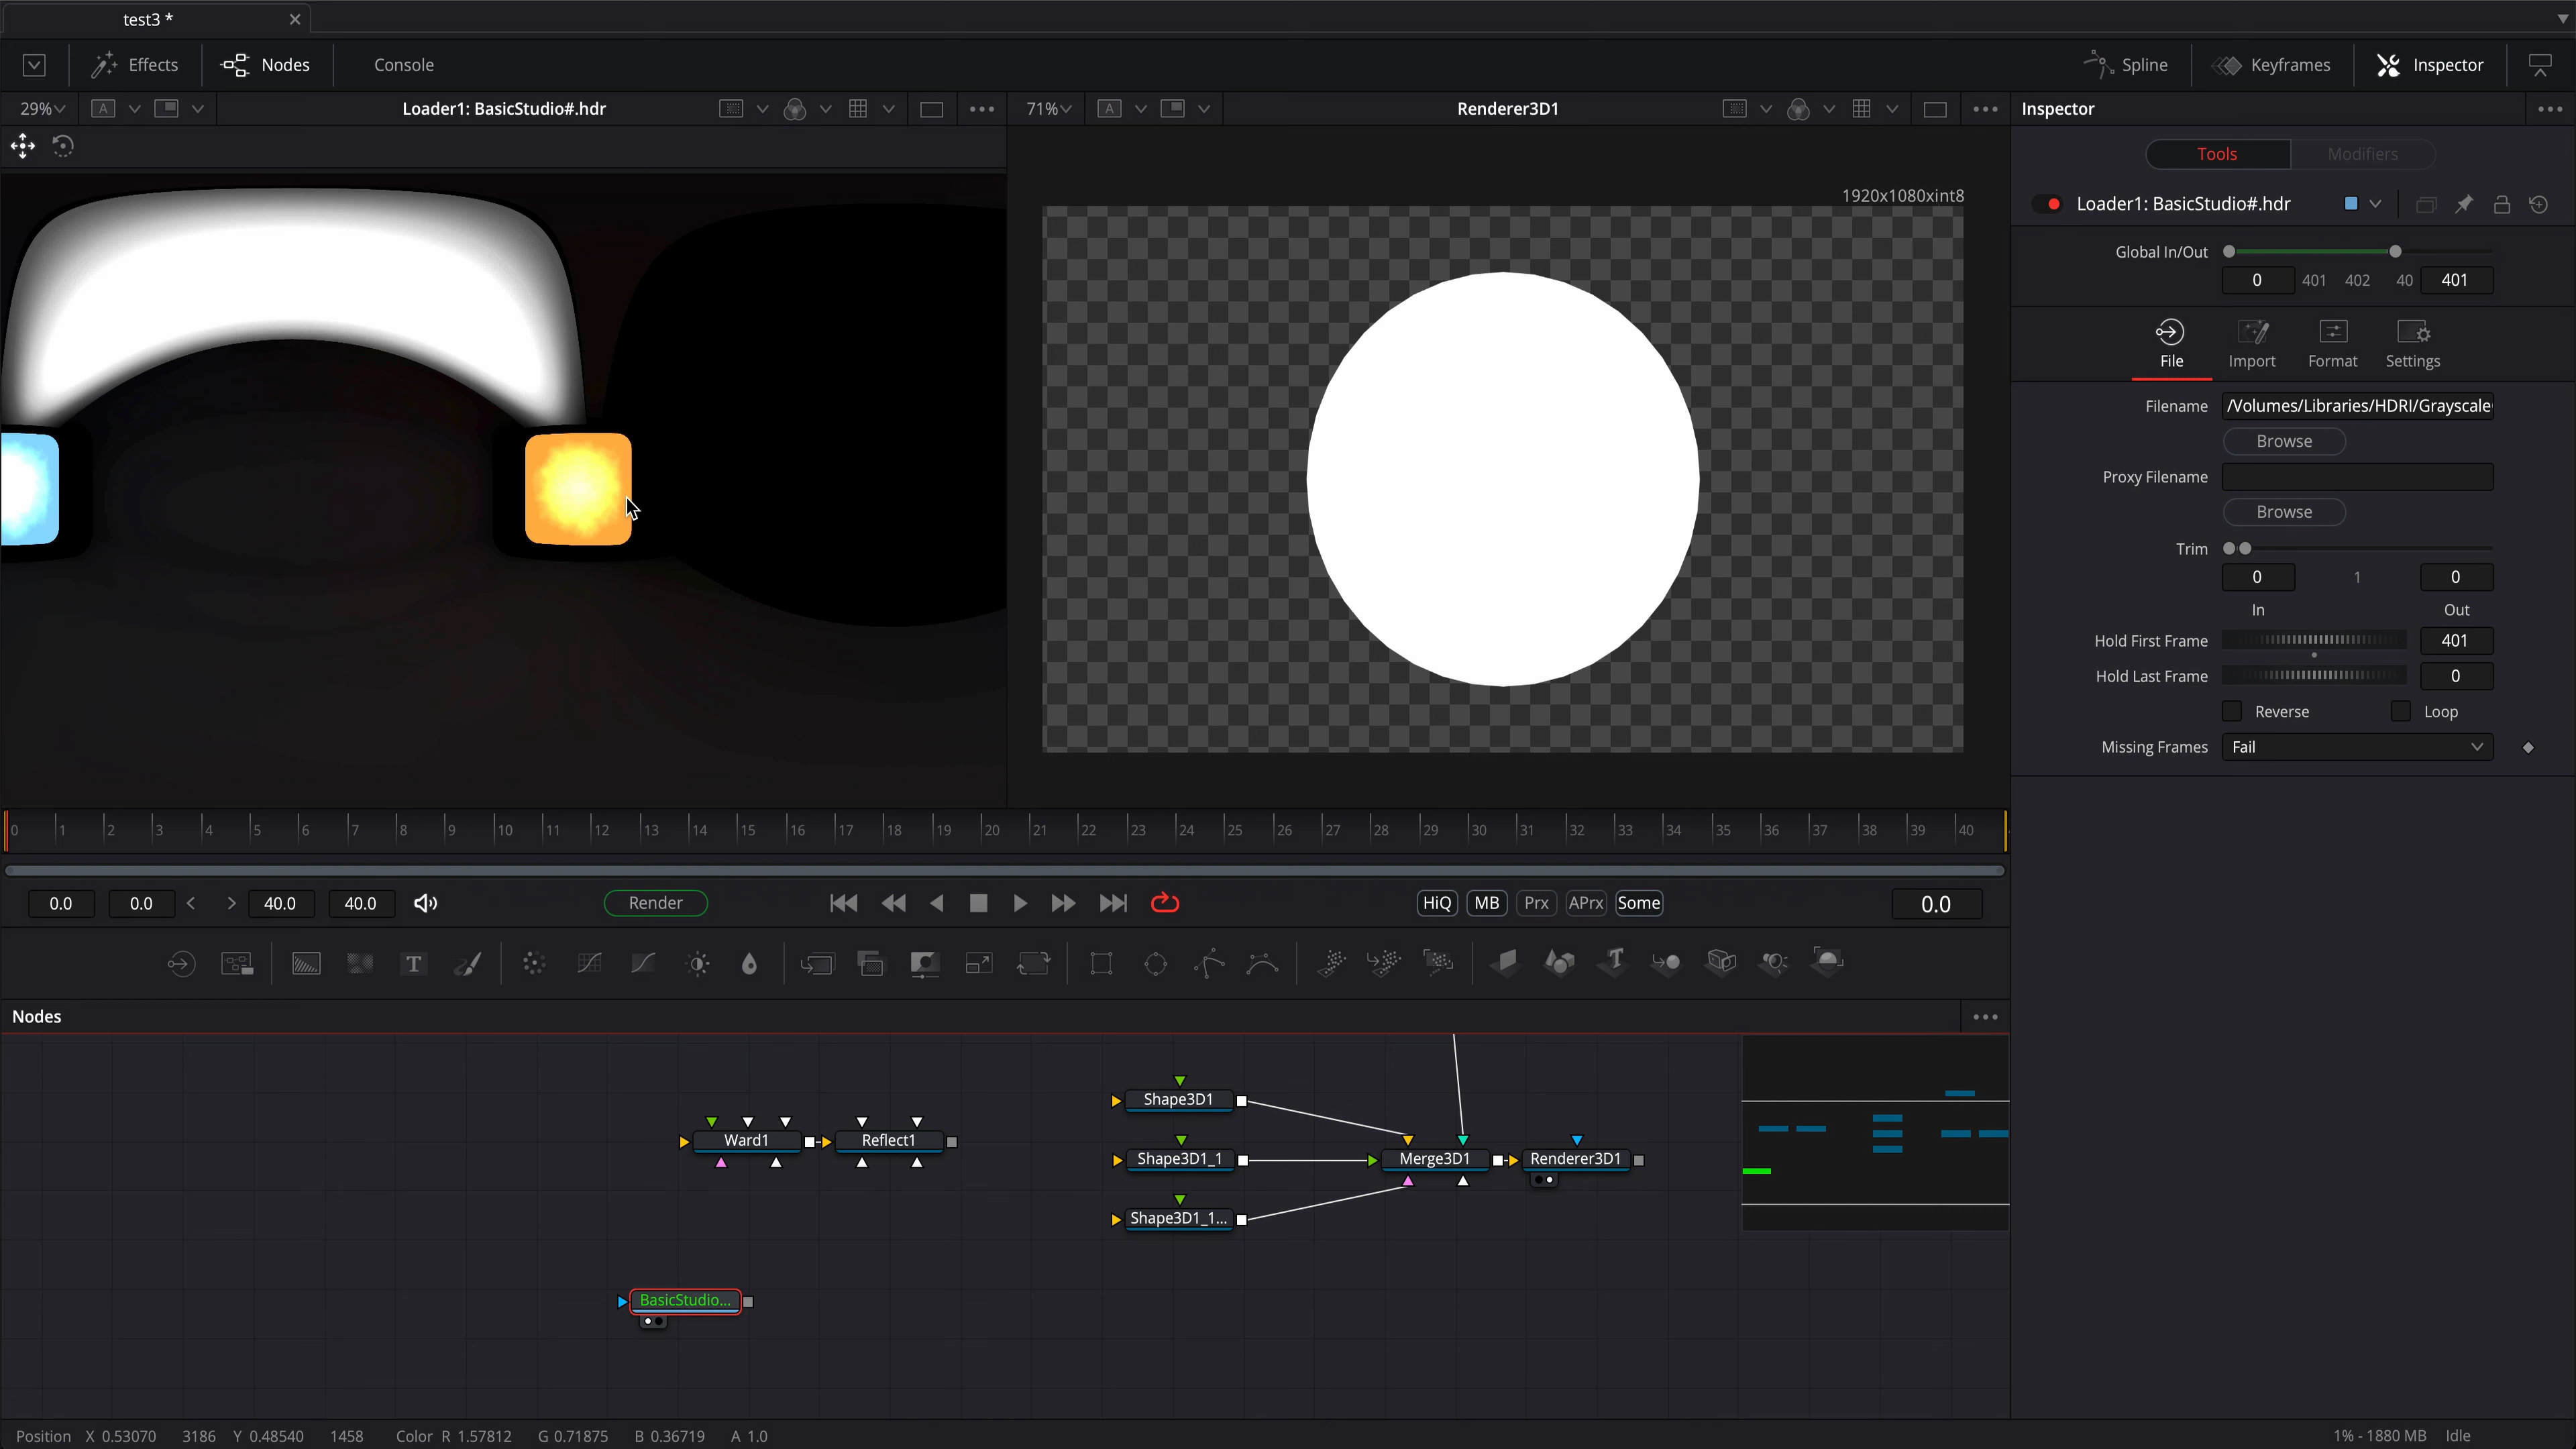 test3 *
Effects Nodes Console Spline Keyframes Inspector
29% A Loader1: BasicStudio#.hdr 71% A Renderer3D1 Inspector
Tools Modifiers
1920x1080xint8
Loader1: BasicStudio#.hdr
Global In/Out
0 401 402 40 401
File Import Format Settings
Filename /Volumes/Libraries/HDRI/Grayscale
Browse
Proxy Filename
Browse
Trim
0 1 0
In Out
Hold First Frame 401
Hold Last Frame 0
Reverse Loop
Missing Frames Fail
0 1 2 3 4 5 6 7 8 9 10 11 12 13 14 15 16 17 18 19 20 21 22 23 24 25 26 27 28 29 30 31 32 33 34 35 36 37 38 39 40
0.0 0.0 < > 40.0 40.0 Render HiQ MB Prx APrx Some 0.0
T T
Nodes
Shape3D1
Ward1 Reflect1
Shape3D1_1 Merge3D1 Renderer3D1
Shape3D1_1...
BasicStudio...
Position X 0.53070 3186 Y 0.48540 1458 Color R 1.57812 G 0.71875 B 0.36719 A 1.0 1% - 1880 MB Idle